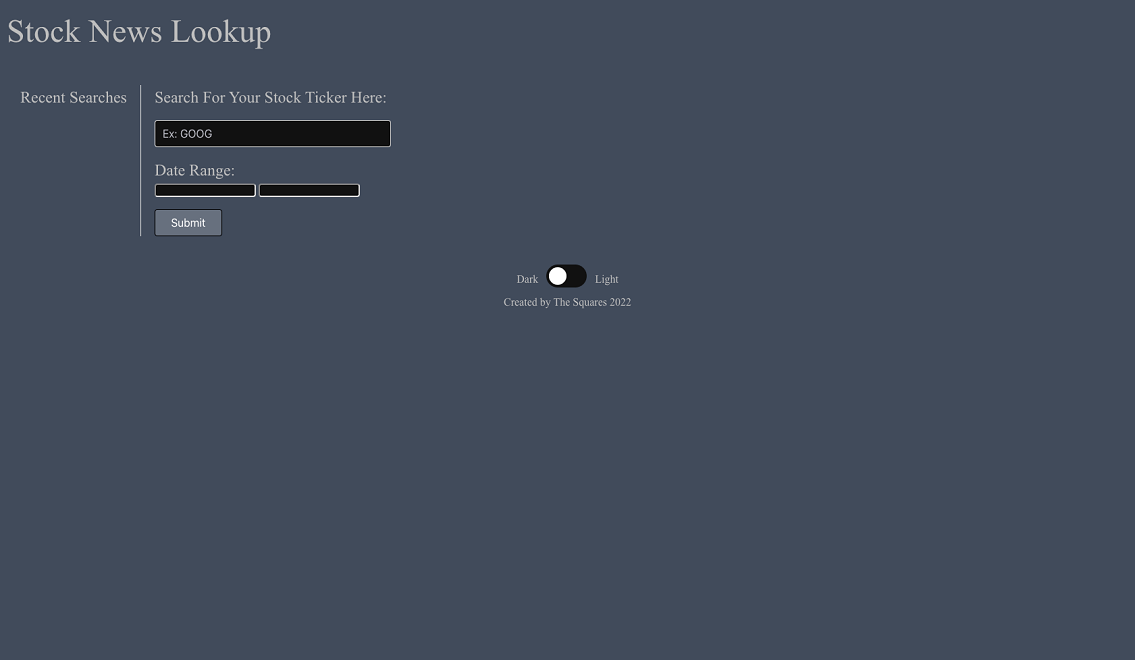 Stock News Lookup
Recent Searches
Search For Your Stock Ticker Here:
Ex: GOOG
Date Range:
Submit
Dark Light
Created by The Squares 2022